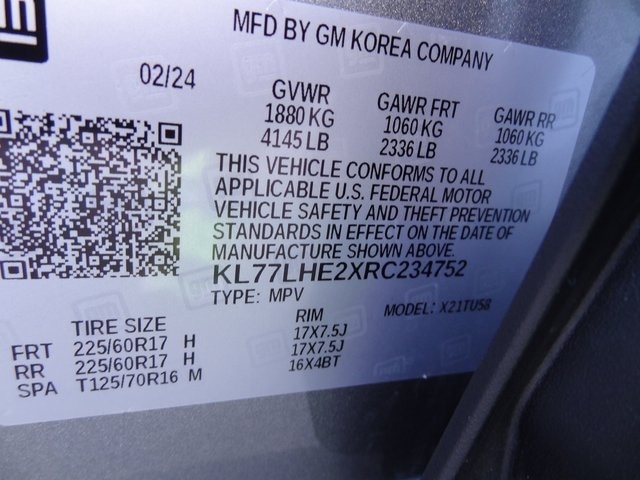 MFD BY GM KOREA COMPANY
02/24
GVWR GAWR FRT GAWR RR
1880 KG 1060 KG 1060 KG
4145 LB 2336 LB 2336 LB
THIS VEHICLE CONFORMS TO ALL
APPLICABLE U.S. FEDERAL MOTOR
VEHICLE SAFETY AND THEFT PREVENTION
STANDARDS IN EFFECT ON THE DATE OF
MANUFACTURE SHOWN ABOVE.
KL77LHE2XRC234752
TYPE: MPV MODEL: X21TUSB
TIRE SIZE RIM
FRT 225/60R17 H 17X7.5J
RR 225/60R17 H 17X7.5J
SPA T125/70R16 M 16X4BT